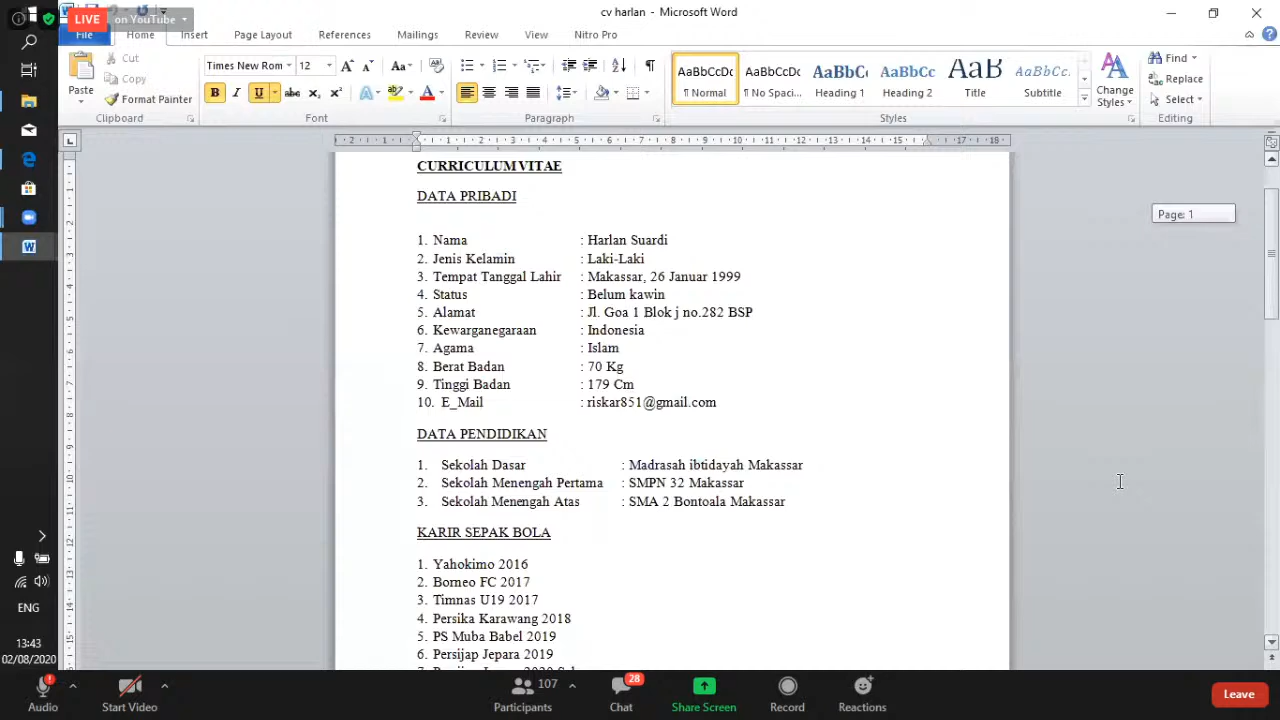 LIVE on YouTube
cv harlan - Microsoft Word
File Home Insert Page Layout References Mailings Review View Nitro Pro
Paste
Cut
Copy
Format Painter
Clipboard
Times New Rom 12
Font
Paragraph
AaBbCcDc
¶ Normal
AaBbCcDc
¶ No Spaci...
AaBbC
Heading 1
AaBbCc
Heading 2
AaB
Title
AaBbCc
Subtitle
Change Styles
Styles
Find
Replace
Select
Editing
Page: 1
CURRICULUM VITAE
DATA PRIBADI
1. Nama : Harlan Suardi
2. Jenis Kelamin : Laki-Laki
3. Tempat Tanggal Lahir : Makassar, 26 Januar 1999
4. Status : Belum kawin
5. Alamat : Jl. Goa 1 Blok j no.282 BSP
6. Kewarganegaraan : Indonesia
7. Agama : Islam
8. Berat Badan : 70 Kg
9. Tinggi Badan : 179 Cm
10. E_Mail : riskar851@gmail.com
DATA PENDIDIKAN
1. Sekolah Dasar : Madrasah ibtidayah Makassar
2. Sekolah Menengah Pertama : SMPN 32 Makassar
3. Sekolah Menengah Atas : SMA 2 Bontoala Makassar
KARIR SEPAK BOLA
1. Yahokimo 2016
2. Borneo FC 2017
3. Timnas U19 2017
4. Persika Karawang 2018
5. PS Muba Babel 2019
6. Persijap Jepara 2019
ENG
13:43
02/08/2020
Audio
Start Video
107
Participants
28
Chat
Share Screen
Record
Reactions
Leave